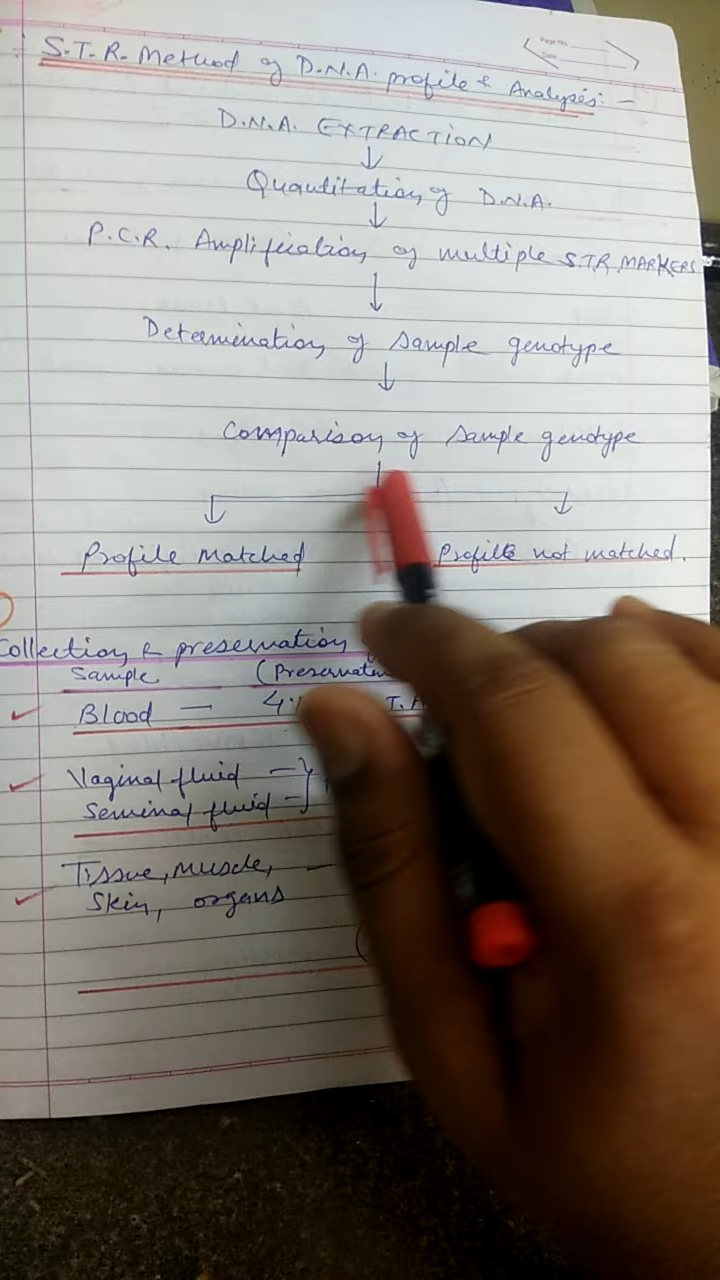 S.T.R. Method of D.N.A. profile & Analysis: -
D.N.A. EXTRACTION
↓
Quantitation of D.N.A.
↓
P.C.R. Amplification of multiple S.T.R MARKERS
↓
Determination of sample genotype
↓
Comparison of sample genotype
Profile Matched Profile not matched.
Collection & preservation
Sample
Blood —
Vaginal fluid —
Seminal fluid —
Tissue, Muscle, —
Skin, organs